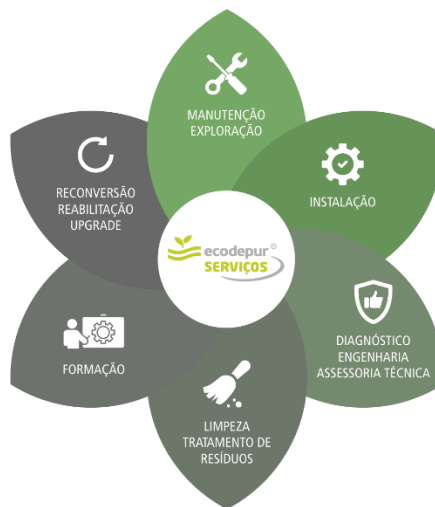 MANUTENÇÃO
EXPLORAÇÃO
INSTALAÇÃO
DIAGNÓSTICO
ENGENHARIA
ASSESSORIA TÉCNICA
LIMPEZA
TRATAMENTO DE
RESÍDUOS
FORMAÇÃO
RECONVERSÃO
REABILITAÇÃO
UPGRADE
ecodepur®
SERVIÇOS